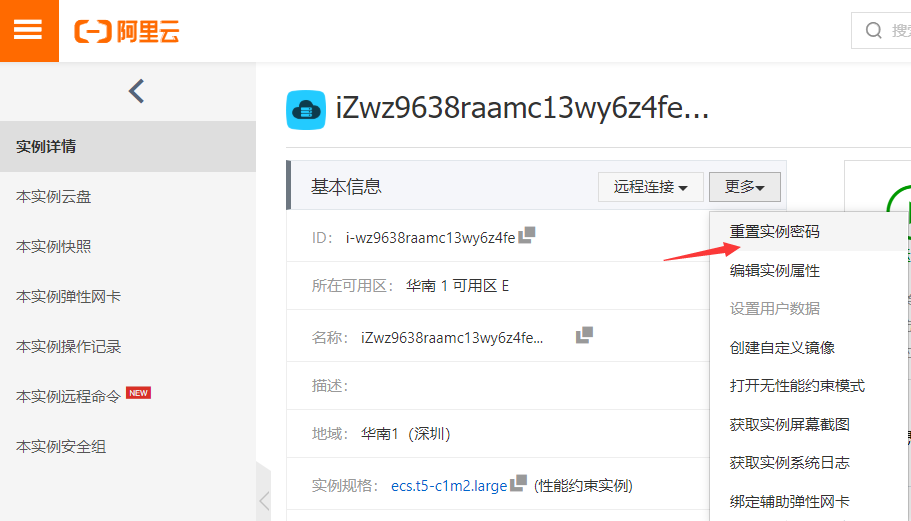 阿里云
搜索
iZwz9638raamc13wy6z4fe...
实例详情
本实例云盘
本实例快照
本实例弹性网卡
本实例操作记录
本实例远程命令 NEW
本实例安全组
基本信息
远程连接
更多
ID: i-wz9638raamc13wy6z4fe
所在可用区: 华南 1 可用区 E
名称: iZwz9638raamc13wy6z4fe...
描述:
地域: 华南1（深圳）
实例规格: ecs.t5-c1m2.large (性能约束实例)
重置实例密码
编辑实例属性
设置用户数据
创建自定义镜像
打开无性能约束模式
获取实例屏幕截图
获取实例系统日志
绑定辅助弹性网卡